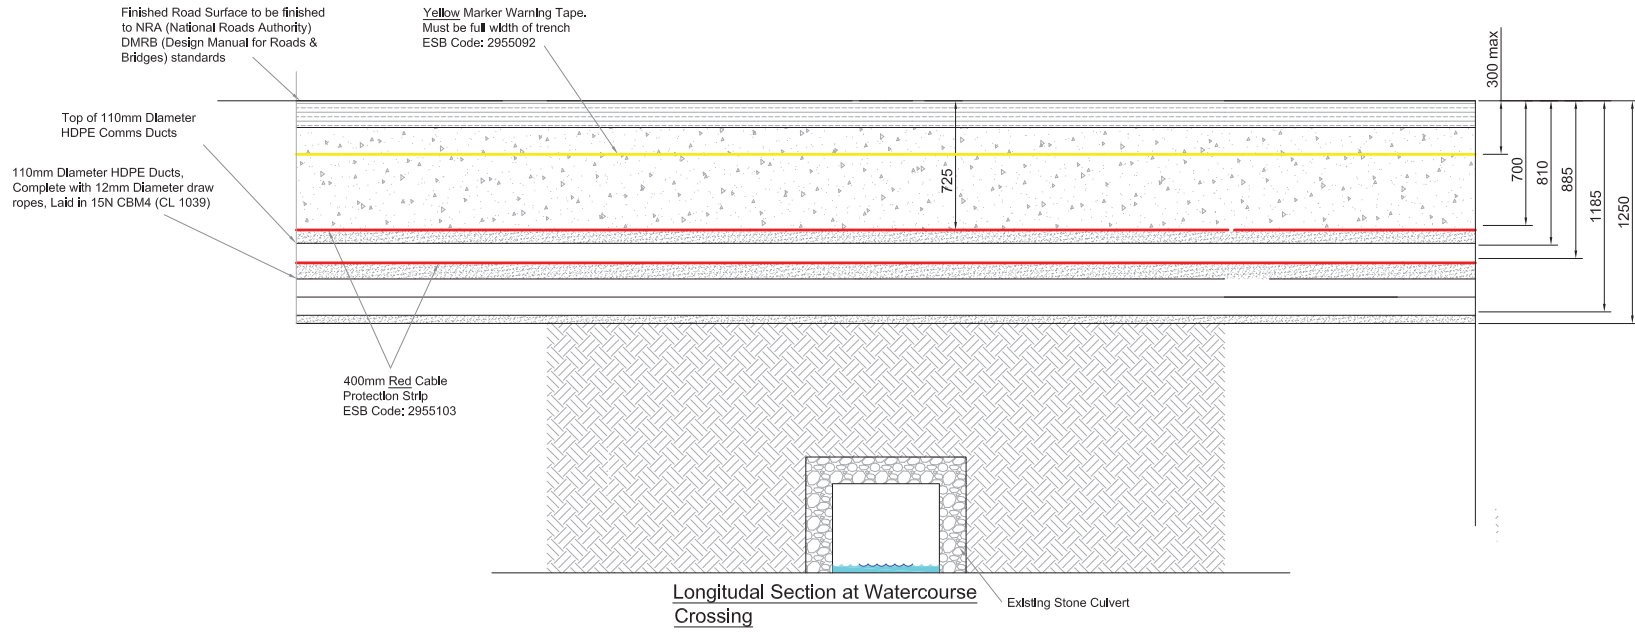 Finished Road Surface to be finished
to NRA (National Roads Authority)
DMRB (Design Manual for Roads &
Bridges) standards
Yellow Marker Warning Tape.
Must be full width of trench
ESB Code: 2955092
Top of 110mm Diameter
HDPE Comms Ducts
110mm Diameter HDPE Ducts,
Complete with 12mm Diameter draw
ropes, Laid in 15N CBM4 (CL 1039)
725
300 max
700
810
885
1185
1250
400mm Red Cable
Protection Strip
ESB Code: 2955103
Longitudal Section at Watercourse
Crossing
Existing Stone Culvert